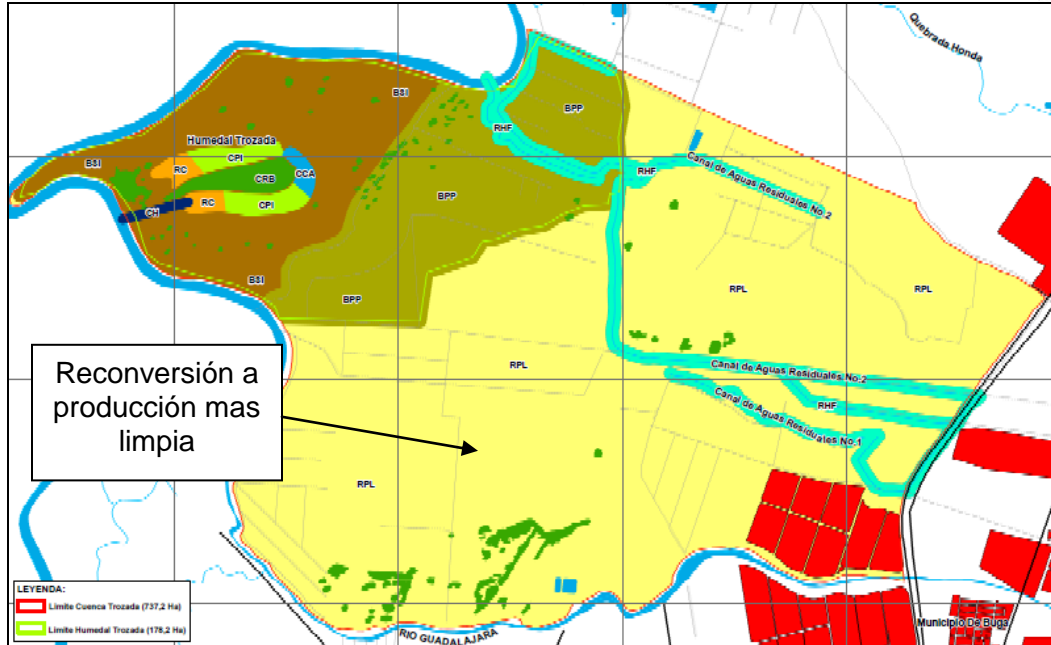 Quebrada Honda
BSI
BPP
RHF
Humedal Trozada
CPI
BSI
RC
CRB
CCA
RHF
Canal de Aguas Residuales No.2
BPP
RC
CPI
CH
BSI
RPL
RPL
BPP
Reconversión a
producción mas
limpia
RPL
Canal de Aguas Residuales No.2
Canal de Aguas Residuales No.1
RHF
RPL
LEYENDA:
Limite Cuenca Trozada (737,2 Ha)
Limite Humedal Trozada (178,2 Ha)
RIO GUADALAJARA
Municipio De Buga